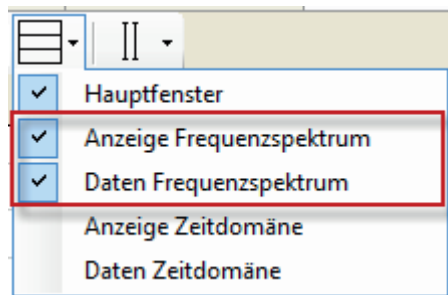 Hauptfenster
Anzeige Frequenzspektrum
Daten Frequenzspektrum
Anzeige Zeitdomäne
Daten Zeitdomäne